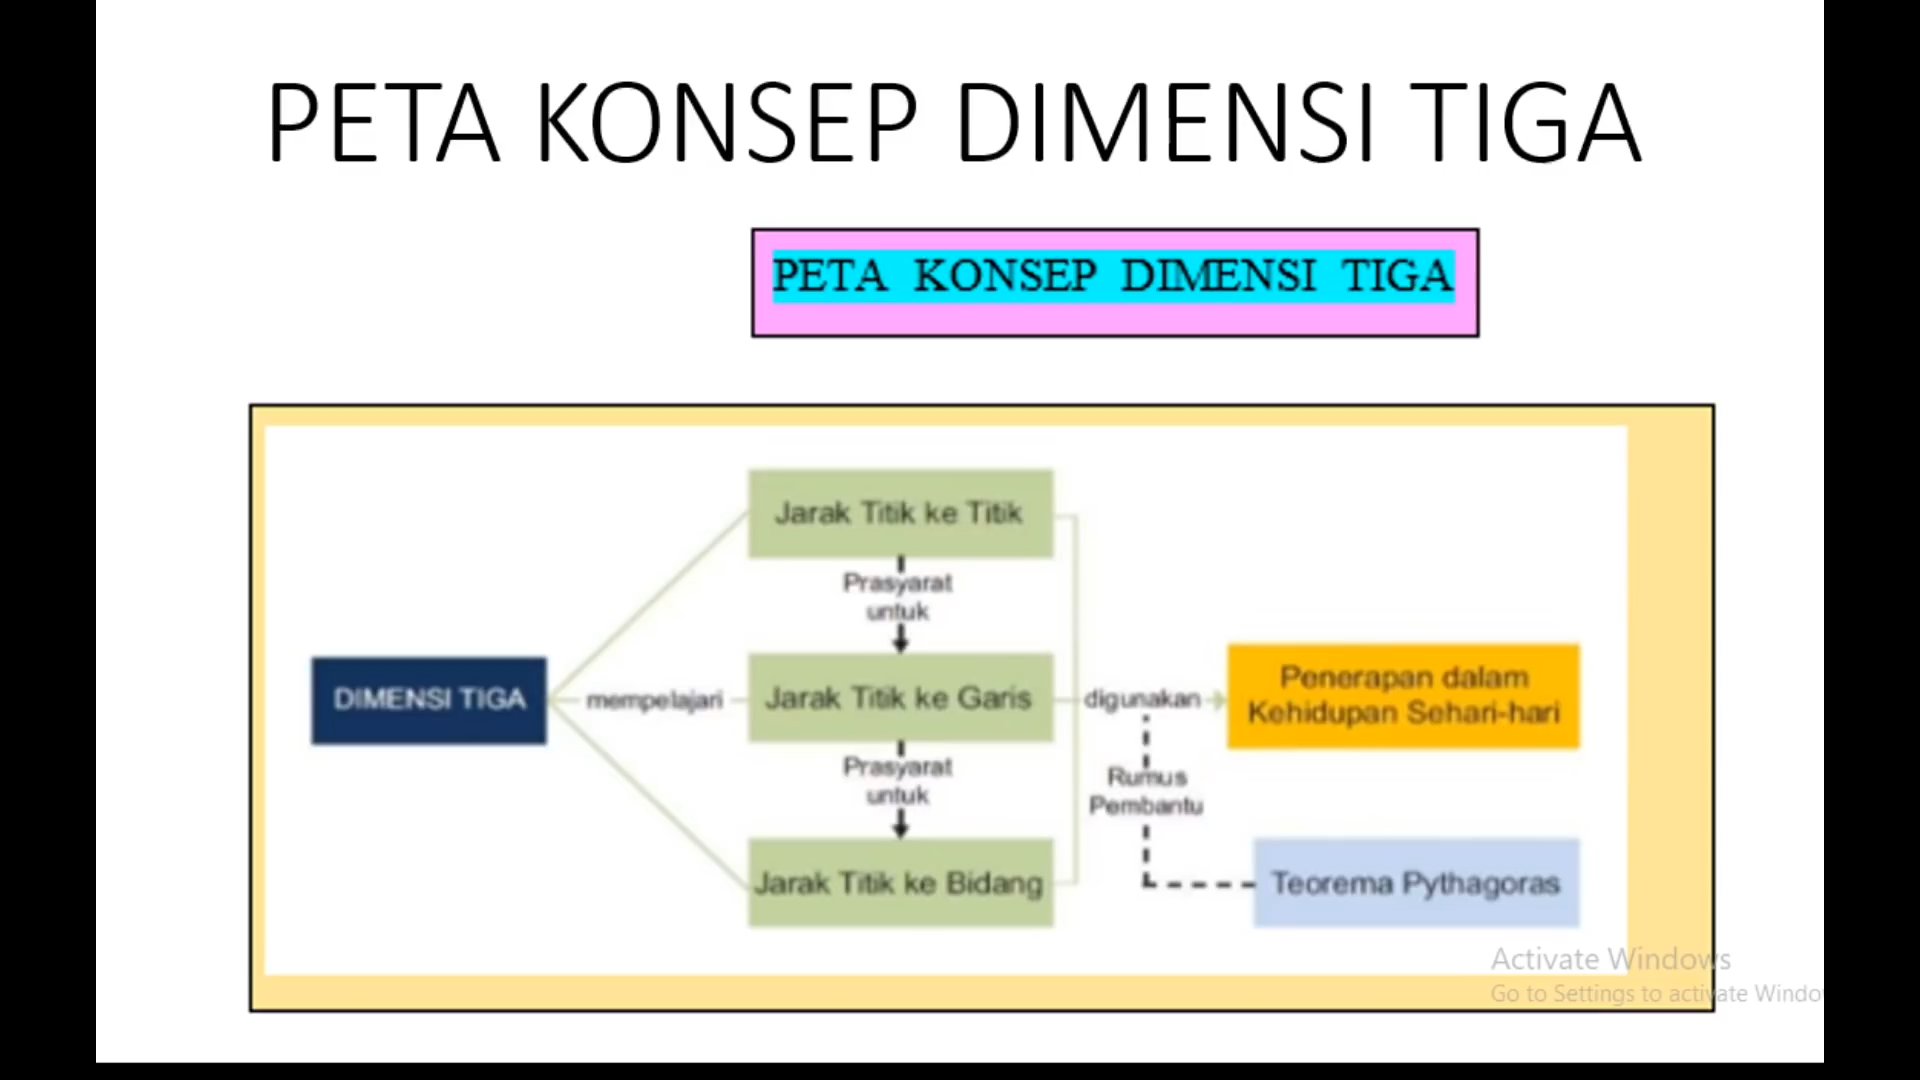 PETA KONSEP DIMENSI TIGA
PETA KONSEP DIMENSI TIGA
Jarak Titik ke Titik
Prasyarat
untuk
DIMENSI TIGA
mempelajari
Jarak Titik ke Garis
digunakan
Penerapan dalam
Kehidupan Sehari-hari
Prasyarat
untuk
Rumus
Pembantu
Jarak Titik ke Bidang
Teorema Pythagoras
Activate Windows
Go to Settings to activate Windo